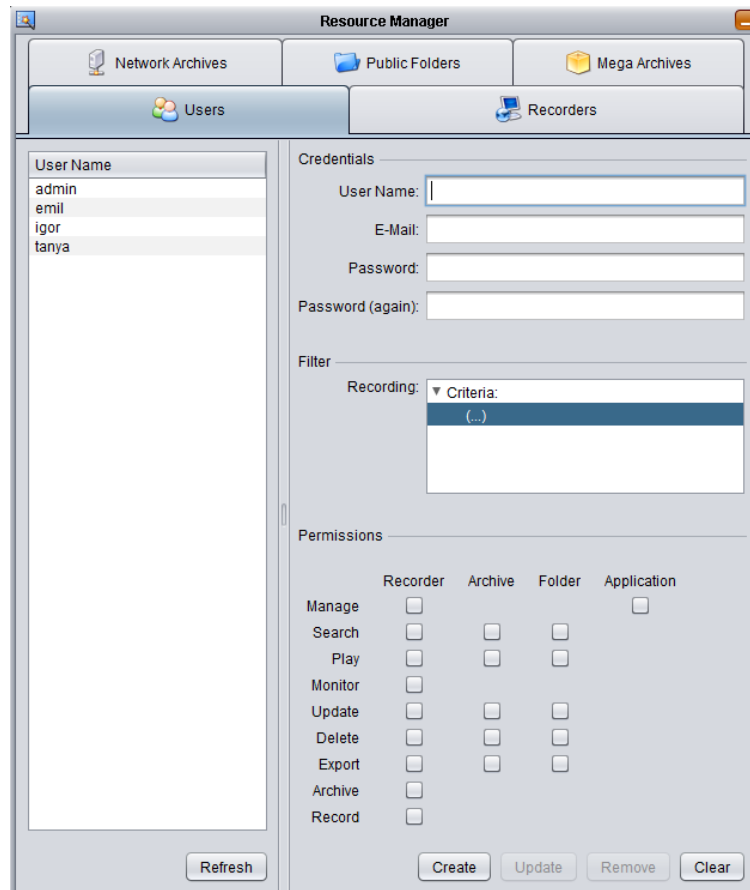 Resource Manager
Network Archives Public Folders Mega Archives
Users Recorders
User Name
admin
emil
igor
tanya
Refresh
Credentials
User Name:
E-Mail:
Password:
Password (again):
Filter
Recording: Criteria:
(...)
Permissions
Recorder Archive Folder Application
Manage
Search
Play
Monitor
Update
Delete
Export
Archive
Record
Create Update Remove Clear